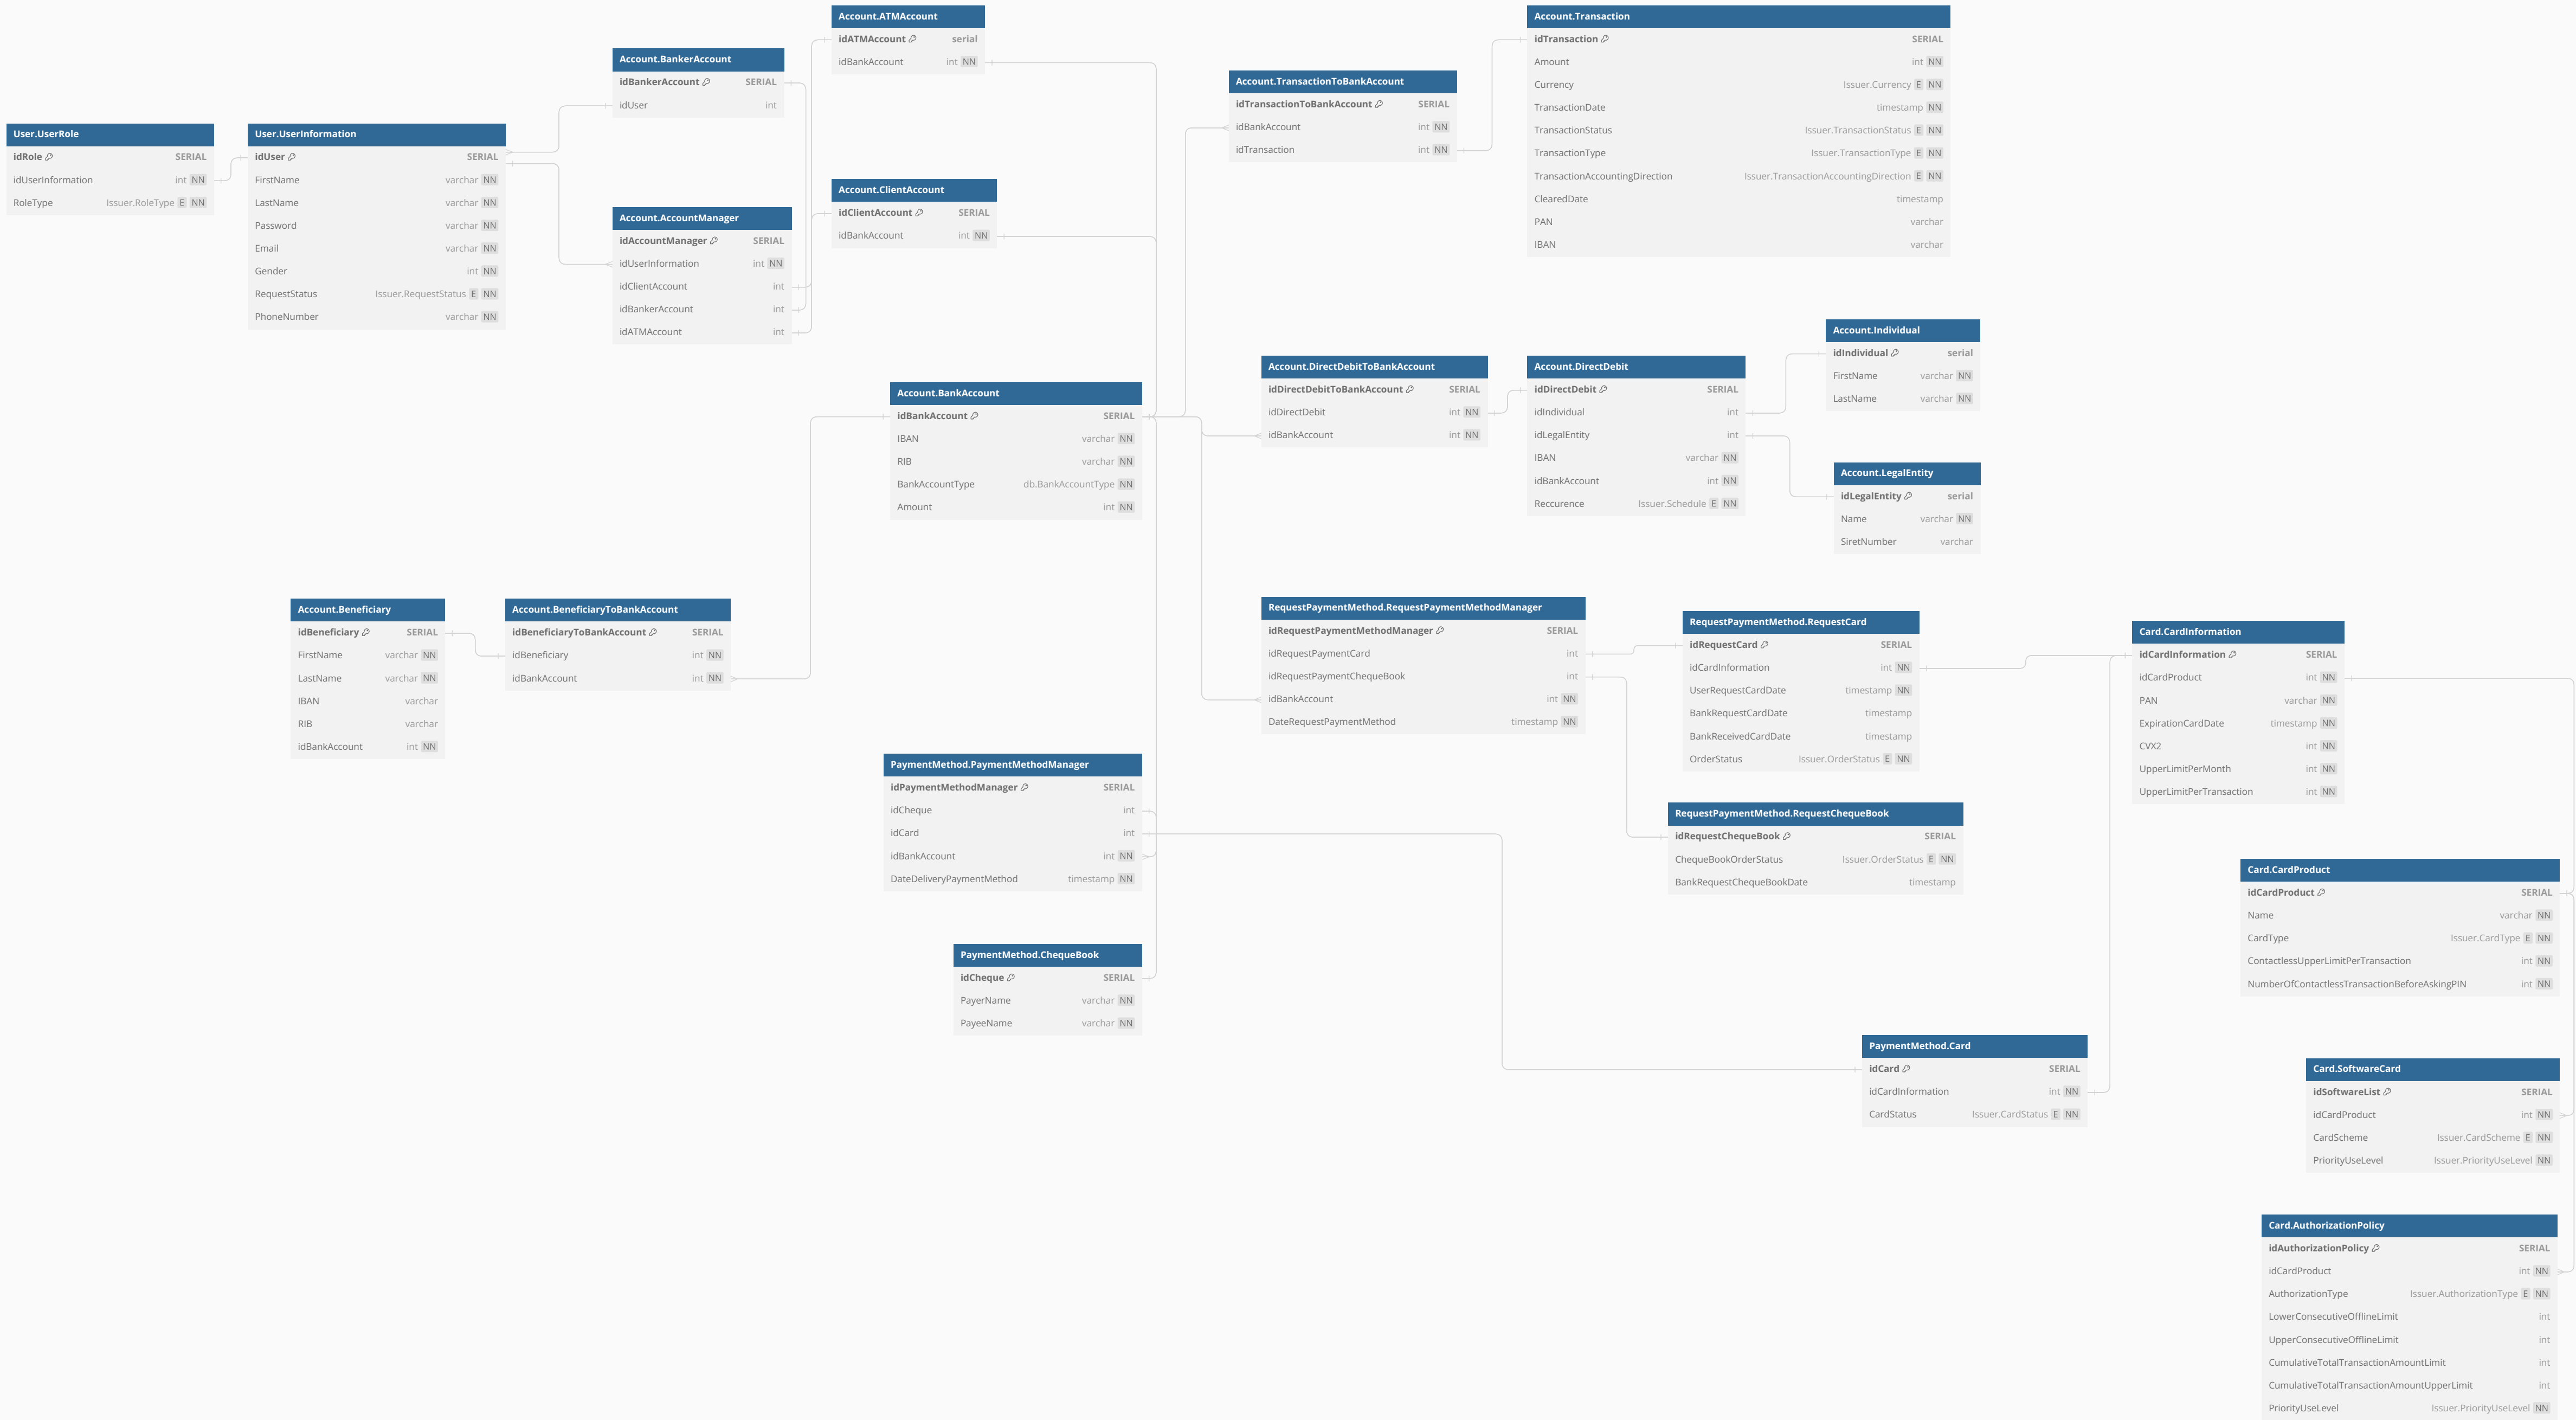 User.UserRole
idRole SERIAL
idUserInformation int NN
RoleType Issuer.RoleType E NN
User.UserInformation
idUser SERIAL
FirstName varchar NN
LastName varchar NN
Password varchar NN
Email varchar NN
Gender int NN
RequestStatus Issuer.RequestStatus E NN
PhoneNumber varchar NN
Account.BankerAccount
idBankerAccount SERIAL
idUser int
Account.AccountManager
idAccountManager SERIAL
idUserInformation int NN
idClientAccount int
idBankerAccount int
idATMAccount int
Account.ATMAccount
idATMAccount serial
idBankAccount int NN
Account.ClientAccount
idClientAccount SERIAL
idBankAccount int NN
Account.BankAccount
idBankAccount SERIAL
IBAN varchar NN
RIB varchar NN
BankAccountType db.BankAccountType NN
Amount int NN
Account.TransactionToBankAccount
idTransactionToBankAccount SERIAL
idBankAccount int NN
idTransaction int NN
Account.Transaction
idTransaction SERIAL
Amount int NN
Currency Issuer.Currency E NN
TransactionDate timestamp NN
TransactionStatus Issuer.TransactionStatus E NN
TransactionType Issuer.TransactionType E NN
TransactionAccountingDirection Issuer.TransactionAccountingDirection E NN
ClearedDate timestamp
PAN varchar
IBAN varchar
Account.DirectDebitToBankAccount
idDirectDebitToBankAccount SERIAL
idDirectDebit int NN
idBankAccount int NN
Account.DirectDebit
idDirectDebit SERIAL
idIndividual int
idLegalEntity int
IBAN varchar NN
idBankAccount int NN
Reccurence Issuer.Schedule E NN
Account.Individual
idIndividual serial
FirstName varchar NN
LastName varchar NN
Account.LegalEntity
idLegalEntity serial
Name varchar NN
SiretNumber varchar
Account.Beneficiary
idBeneficiary SERIAL
FirstName varchar NN
LastName varchar NN
IBAN varchar
RIB varchar
idBankAccount int NN
Account.BeneficiaryToBankAccount
idBeneficiaryToBankAccount SERIAL
idBeneficiary int NN
idBankAccount int NN
RequestPaymentMethod.RequestPaymentMethodManager
idRequestPaymentMethodManager SERIAL
idRequestPaymentCard int
idRequestPaymentChequeBook int
idBankAccount int NN
DateRequestPaymentMethod timestamp NN
RequestPaymentMethod.RequestCard
idRequestCard SERIAL
idCardInformation int NN
UserRequestCardDate timestamp NN
BankRequestCardDate timestamp
BankReceivedCardDate timestamp
OrderStatus Issuer.OrderStatus E NN
RequestPaymentMethod.RequestChequeBook
idRequestChequeBook SERIAL
ChequeBookOrderStatus Issuer.OrderStatus E NN
BankRequestChequeBookDate timestamp
Card.CardInformation
idCardInformation SERIAL
idCardProduct int NN
PAN varchar NN
ExpirationCardDate timestamp NN
CVX2 int NN
UpperLimitPerMonth int NN
UpperLimitPerTransaction int NN
PaymentMethod.PaymentMethodManager
idPaymentMethodManager SERIAL
idCheque int
idCard int
idBankAccount int NN
DateDeliveryPaymentMethod timestamp NN
PaymentMethod.ChequeBook
idCheque SERIAL
PayerName varchar NN
PayeeName varchar NN
PaymentMethod.Card
idCard SERIAL
idCardInformation int NN
CardStatus Issuer.CardStatus E NN
Card.CardProduct
idCardProduct SERIAL
Name varchar NN
CardType Issuer.CardType E NN
ContactlessUpperLimitPerTransaction int NN
NumberOfContactlessTransactionBeforeAskingPIN int NN
Card.SoftwareCard
idSoftwareList SERIAL
idCardProduct int NN
CardScheme Issuer.CardScheme E NN
PriorityUseLevel Issuer.PriorityUseLevel NN
Card.AuthorizationPolicy
idAuthorizationPolicy SERIAL
idCardProduct int NN
AuthorizationType Issuer.AuthorizationType E NN
LowerConsecutiveOfflineLimit int
UpperConsecutiveOfflineLimit int
CumulativeTotalTransactionAmountLimit int
CumulativeTotalTransactionAmountUpperLimit int
PriorityUseLevel Issuer.PriorityUseLevel NN